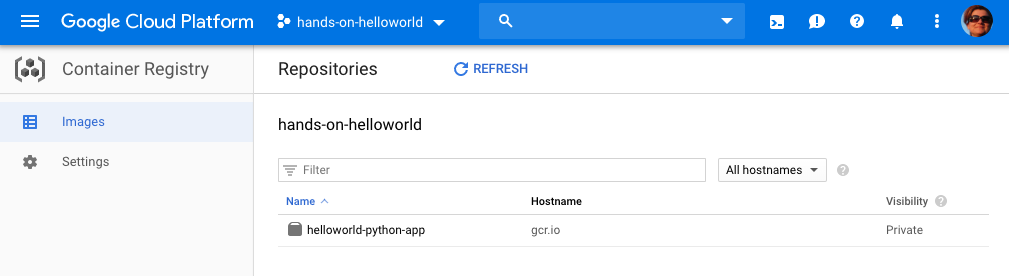 Google Cloud Platform
hands-on-helloworld
Container Registry
Repositories
REFRESH
Images
Settings
hands-on-helloworld
Filter
All hostnames
Name
Hostname
Visibility
helloworld-python-app
gcr.io
Private